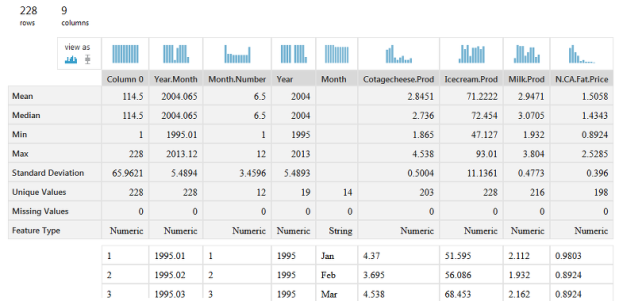 228 9
rows columns
view as
Column 0 Year.Month Month.Number Year Month Cotagecheese.Prod Icecream.Prod Milk.Prod N.CA.Fat.Price
Mean 114.5 2004.065 6.5 2004 2.8451 71.2222 2.9471 1.5058
Median 114.5 2004.065 6.5 2004 2.736 72.454 3.0705 1.4343
Min 1 1995.01 1 1995 1.865 47.127 1.932 0.8924
Max 228 2013.12 12 2013 4.538 93.01 3.804 2.5285
Standard Deviation 65.9621 5.4894 3.4596 5.4893 0.5004 11.1361 0.4773 0.396
Unique Values 228 228 12 19 14 203 228 216 198
Missing Values 0 0 0 0 0 0 0 0 0
Feature Type Numeric Numeric Numeric Numeric String Numeric Numeric Numeric Numeric
1 1995.01 1 1995 Jan 4.37 51.595 2.112 0.9803
2 1995.02 2 1995 Feb 3.695 56.086 1.932 0.8924
3 1995.03 3 1995 Mar 4.538 68.453 2.162 0.8924